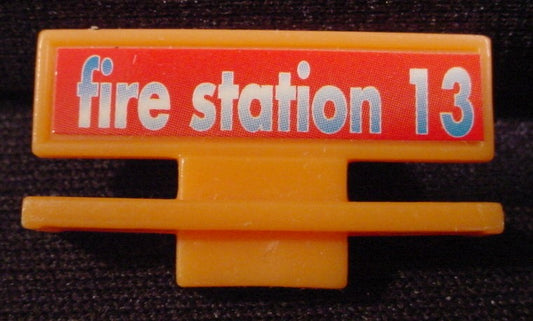 fire station 13